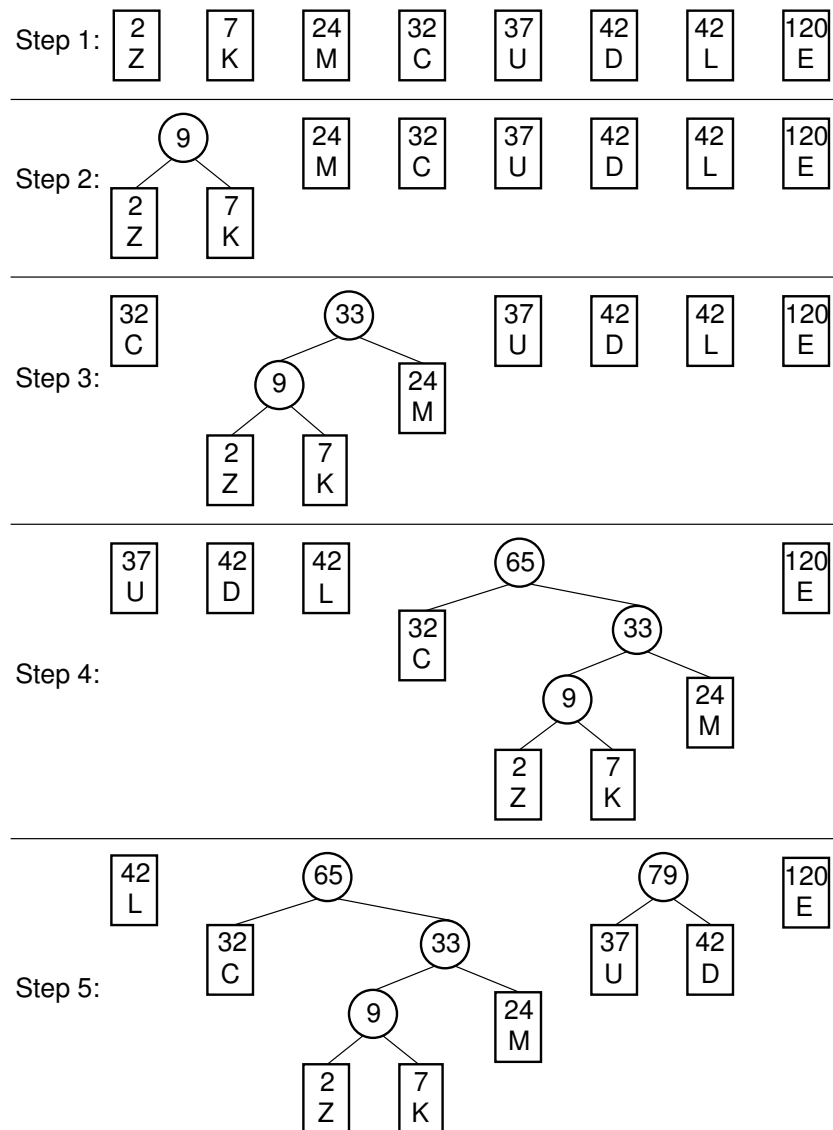 Step 1:
2 7 24 32 37 42 42 120
Z K M C U D L E
9
24 32 37 42 42 120
M C U D L E
Step 2:
2 7
Z K
32 33 37 42 42 120
C U D L E
Step 3:
9 24
M
2 7
Z K
37 42 42 65 120
U D L E
32 33
C
Step 4:
9 24
M
2 7
Z K
42 65 79 120
L E
32 33 37 42
C U D
Step 5:
9 24
M
2 7
Z K